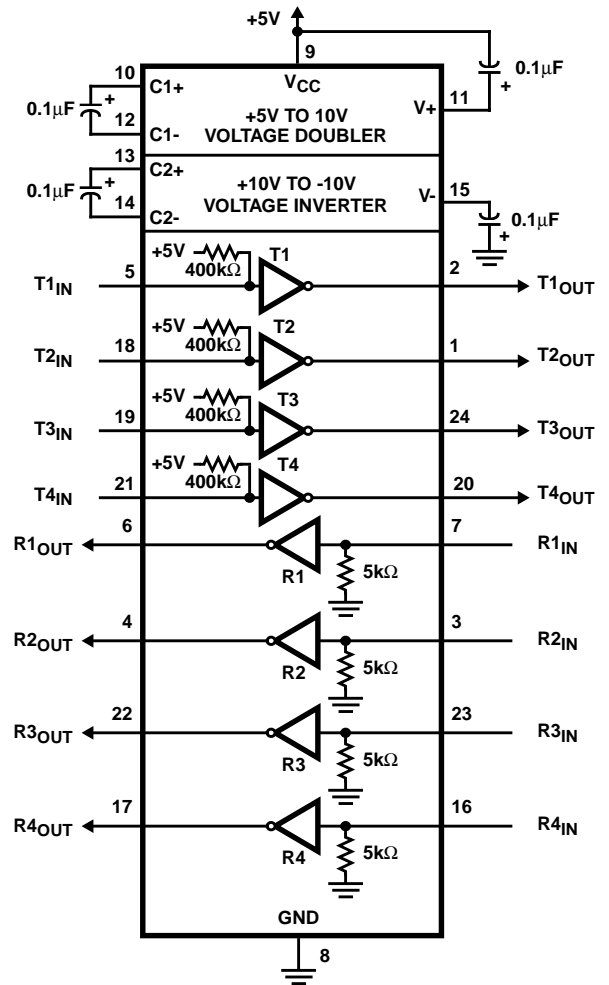 +5V
9
10
C1+
VCC
0.1μF
+
0.1μF
+
11
V+
+5V TO 10V
VOLTAGE DOUBLER
12
C1-
13
C2+
0.1μF
+
+10V TO -10V
VOLTAGE INVERTER
V-
15
14
C2-
0.1μF
+
+5V
400kΩ
T1
T1IN
5
2
T1OUT
+5V
400kΩ
T2
T2IN
18
1
T2OUT
+5V
400kΩ
T3
T3IN
19
24
T3OUT
+5V
400kΩ
T4
T4IN
21
20
T4OUT
R1OUT
6
7
R1IN
R1
5kΩ
R2OUT
4
3
R2IN
R2
5kΩ
R3OUT
22
23
R3IN
R3
5kΩ
R4OUT
17
16
R4IN
R4
5kΩ
GND
8